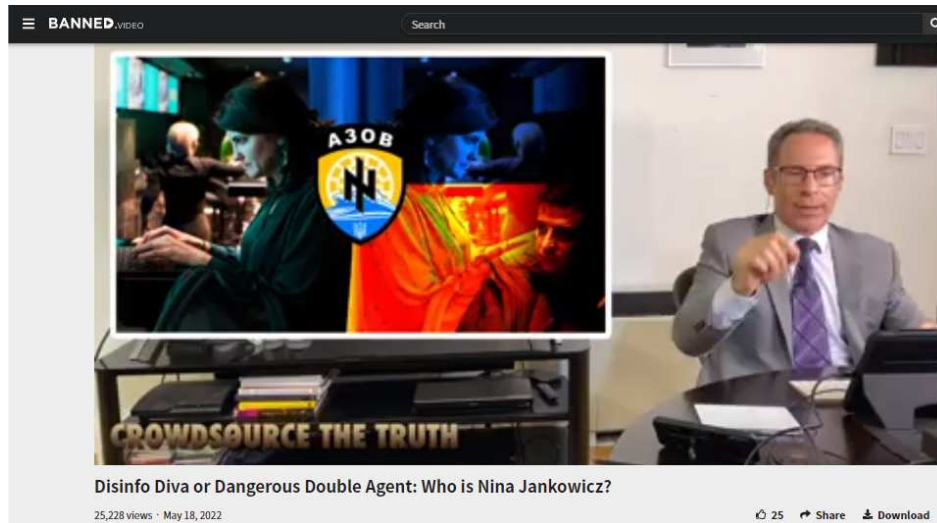 BANNED.VIDEO
Search
АЗОВ
CROWDSOURCE THE TRUTH
Disinfo Diva or Dangerous Double Agent: Who is Nina Jankowicz?
25,228 views · May 18, 2022
25 Share Download